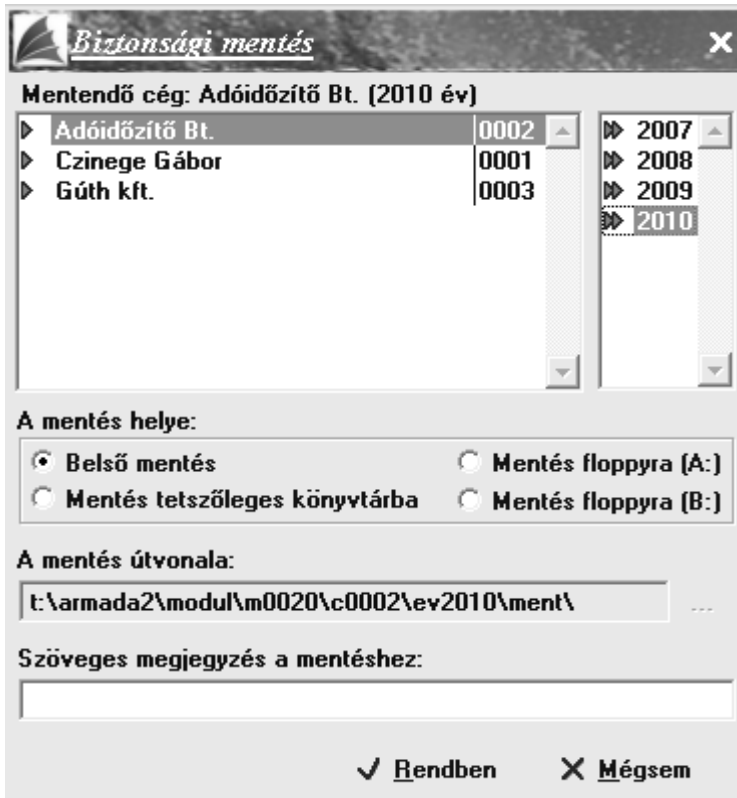 Biztonsági mentés
Mentendő cég: Adóidőzítő Bt. (2010 év)
Adóidőzítő Bt. 0002
Czinege Gábor 0001
Gúth kft. 0003
2007
2008
2009
2010
A mentés helye:
Belső mentés
Mentés floppyra (A:)
Mentés tetszőleges könyvtárba
Mentés floppyra (B:)
A mentés útvonala:
t:\armada2\modul\m0020\c0002\ev2010\ment\
...
Szöveges megjegyzés a mentéshez:
Rendben
Mégsem